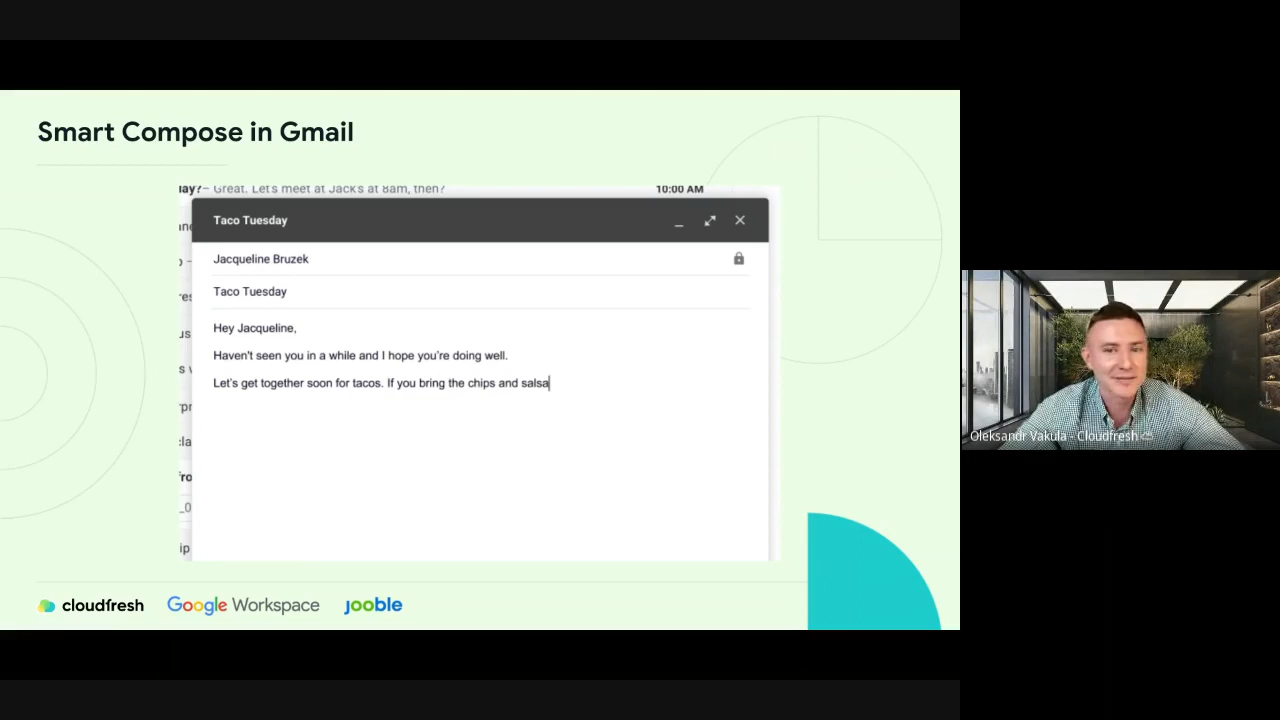 Smart Compose in Gmail
lay?– Great. Let's meet at Jack's at 8am, then? 10:00 AM
Taco Tuesday
Jacqueline Bruzek
Taco Tuesday
Hey Jacqueline,
Haven't seen you in a while and I hope you're doing well.
Let's get together soon for tacos. If you bring the chips and salsa
cloudfresh Google Workspace jooble
Oleksandr Vakula - Cloudfresh